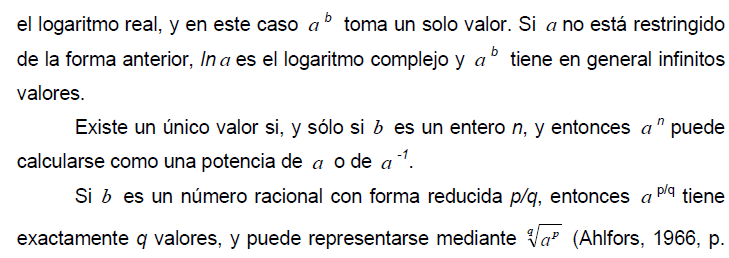 el logaritmo real, y en este caso a ᵇ toma un solo valor. Si a no está restringido
de la forma anterior, ln a es el logaritmo complejo y a ᵇ tiene en general infinitos
valores.
Existe un único valor si, y sólo si b es un entero n, y entonces a ⁿ puede
calcularse como una potencia de a o de a ⁻¹.
Si b es un número racional con forma reducida p/q, entonces a ^p/q tiene
exactamente q valores, y puede representarse mediante ᑫ√aᵖ (Ahlfors, 1966, p.